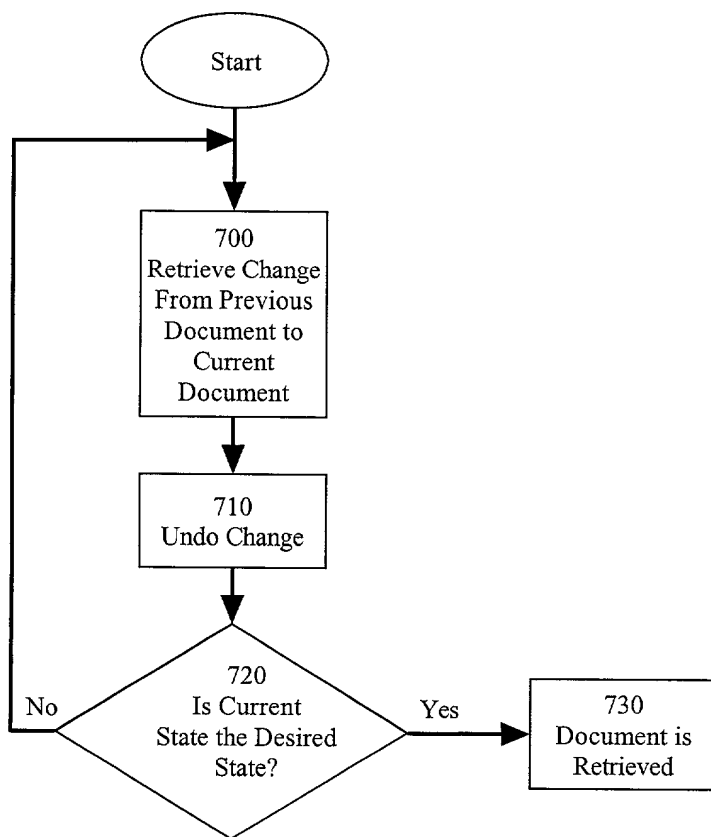 Start
700
Retrieve Change
From Previous
Document to
Current
Document
710
Undo Change
720
Is Current
State the Desired
State?
No
Yes
730
Document is
Retrieved